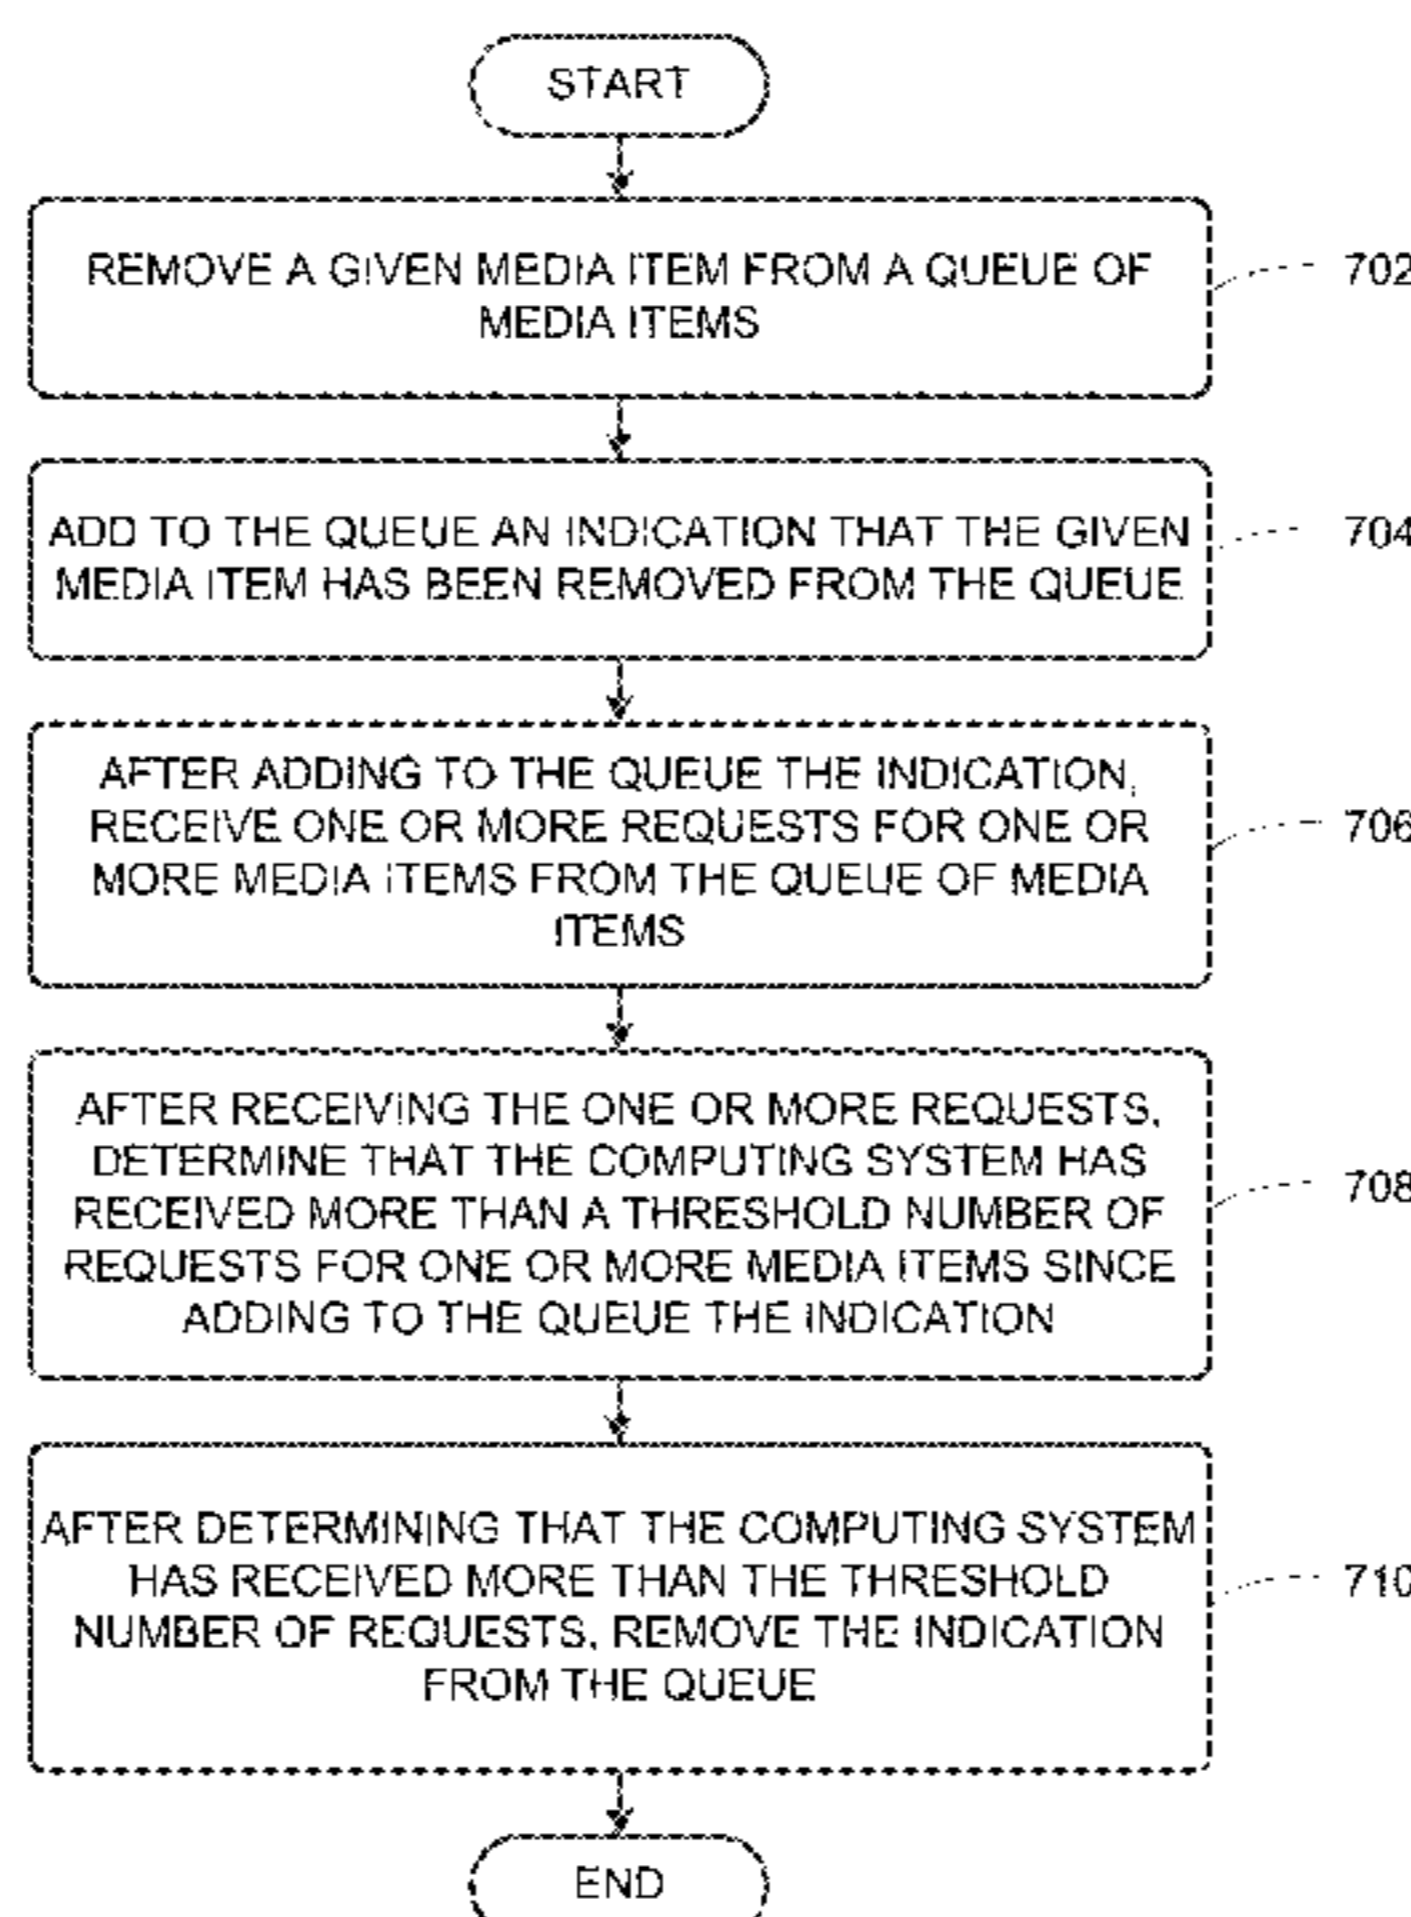 START
REMOVE A GIVEN MEDIA ITEM FROM A QUEUE OF
MEDIA ITEMS
702
ADD TO THE QUEUE AN INDICATION THAT THE GIVEN
MEDIA ITEM HAS BEEN REMOVED FROM THE QUEUE
704
AFTER ADDING TO THE QUEUE THE INDICATION,
RECEIVE ONE OR MORE REQUESTS FOR ONE OR
MORE MEDIA ITEMS FROM THE QUEUE OF MEDIA
ITEMS
706
AFTER RECEIVING THE ONE OR MORE REQUESTS,
DETERMINE THAT THE COMPUTING SYSTEM HAS
RECEIVED MORE THAN A THRESHOLD NUMBER OF
REQUESTS FOR ONE OR MORE MEDIA ITEMS SINCE
ADDING TO THE QUEUE THE INDICATION
708
AFTER DETERMINING THAT THE COMPUTING SYSTEM
HAS RECEIVED MORE THAN THE THRESHOLD
NUMBER OF REQUESTS, REMOVE THE INDICATION
FROM THE QUEUE
710
END